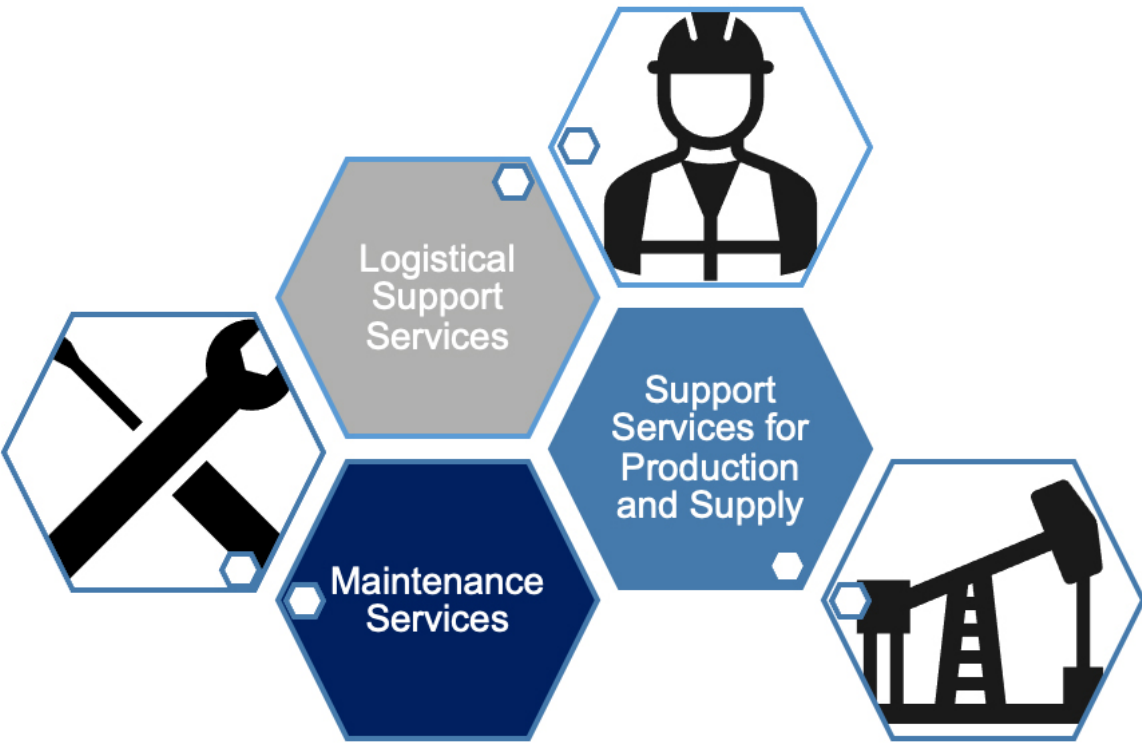 Logistical
Support
Services
Support
Services for
Production
and Supply
Maintenance
Services